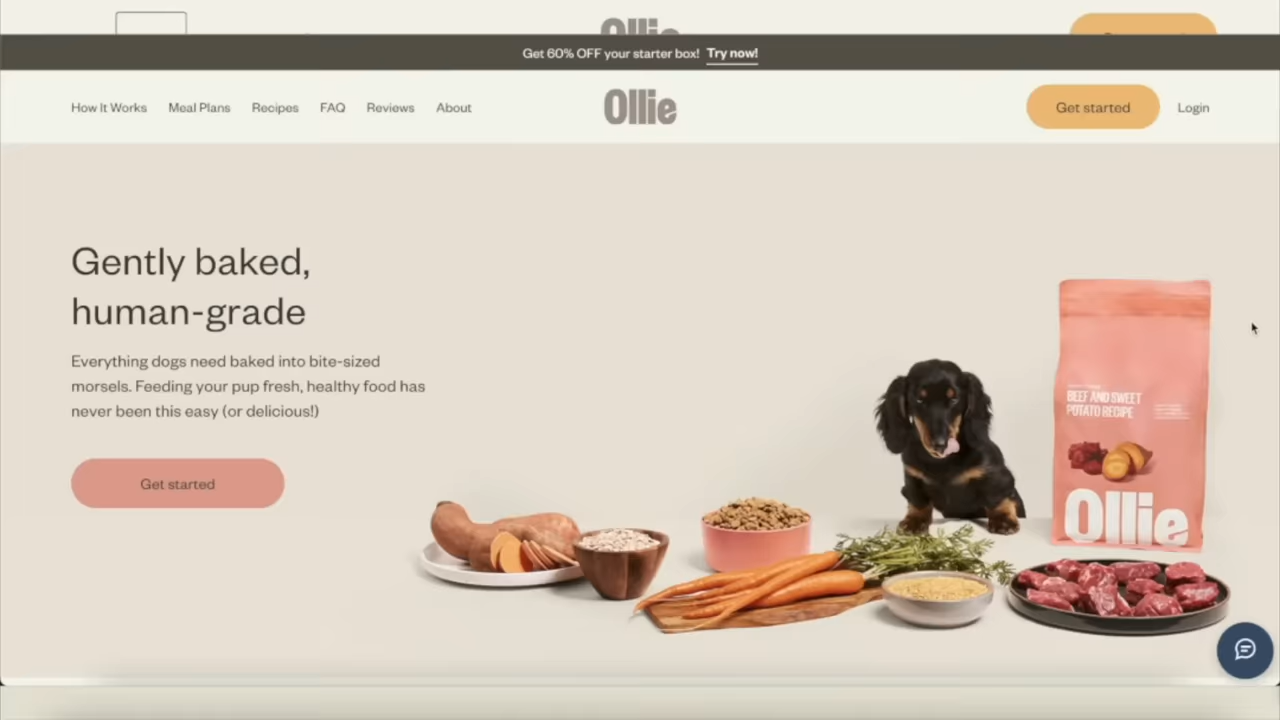 Ollie
Get 60% OFF your starter box! Try now!
How It Works Meal Plans Recipes FAQ Reviews About Ollie Get started Login
Gently baked,
human-grade
Everything dogs need baked into bite-sized
morsels. Feeding your pup fresh, healthy food has
never been this easy (or delicious!)
Get started
BEEF AND SWEET
POTATO RECIPE
Ollie